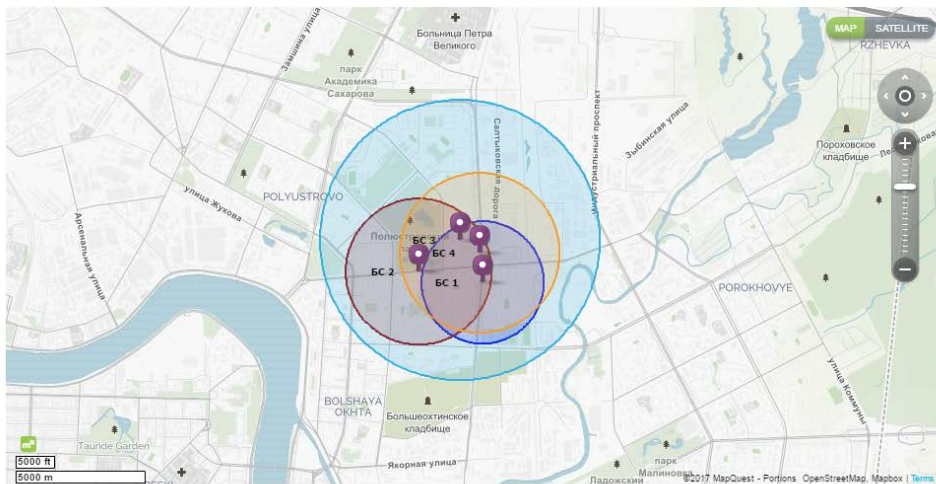 Больница Петра
Великого
MAP SATELLITE
RZHEVKA
Замшина улица
парк
Академика
Сахарова
Салтыковская дорога
Индустриальный проспект
Зыбинская улица
Пороховское
кладбище
POLYUSTROVO
улица Жукова
Арсенальная улица
БС 3
БС 4
БС 2
БС 1
POROKHOVYE
BOLSHAYA
OKHTA
Большеохтинское
кладбище
улица Коммуны
Tauride Garden
Якорная улица
парк
Малиновка
Ладожский
5000 ft
5000 m
©2017 MapQuest - Portions OpenStreetMap, Mapbox | Terms